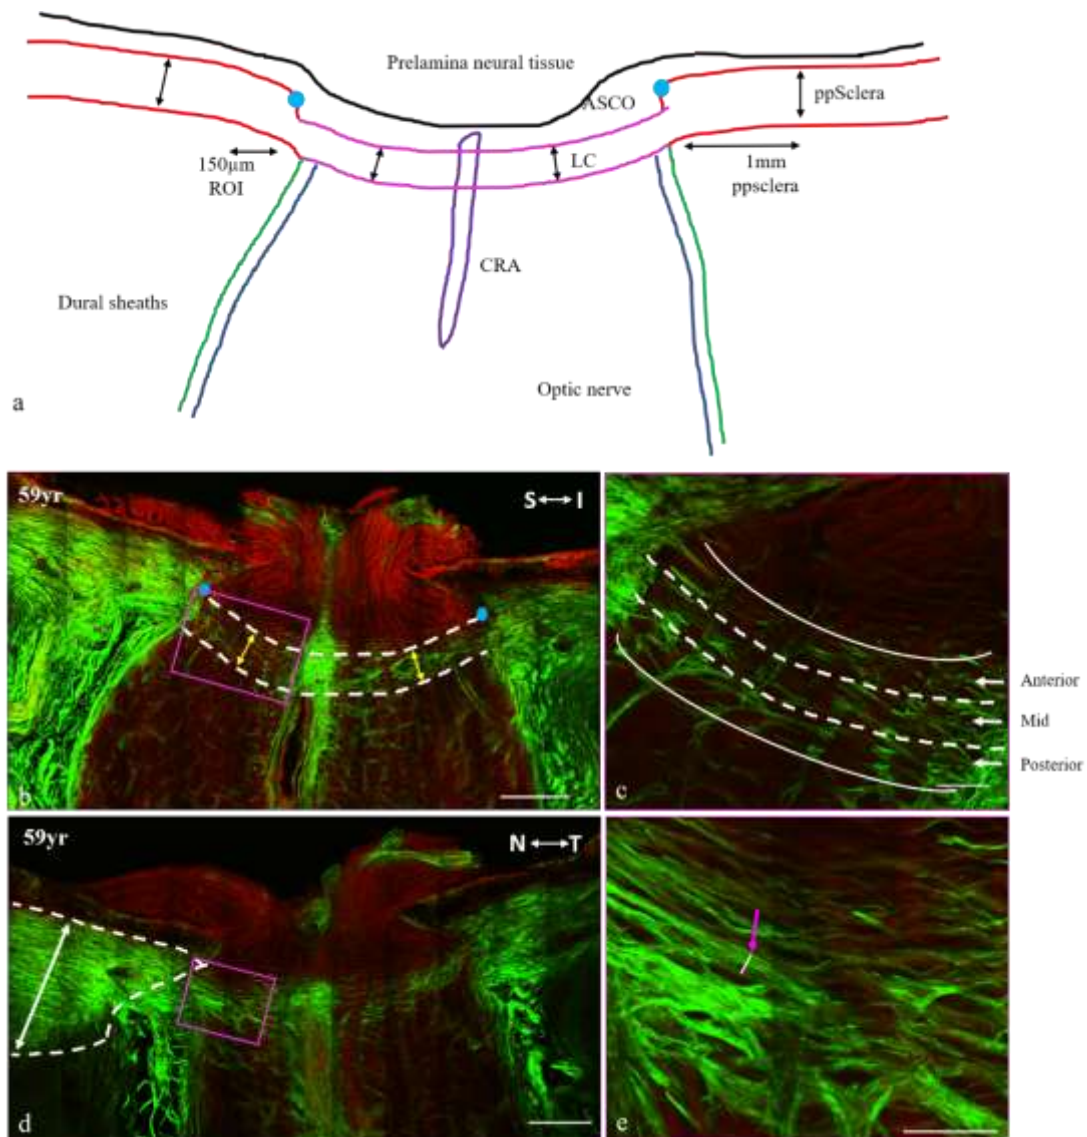 Prelamina neural tissue
ASCO
ppSclera
150µm
ROI
LC
1mm
ppsclera
CRA
Dural sheaths
Optic nerve
a
59yr
S I
b
c
Anterior
Mid
Posterior
59yr
N T
d
e